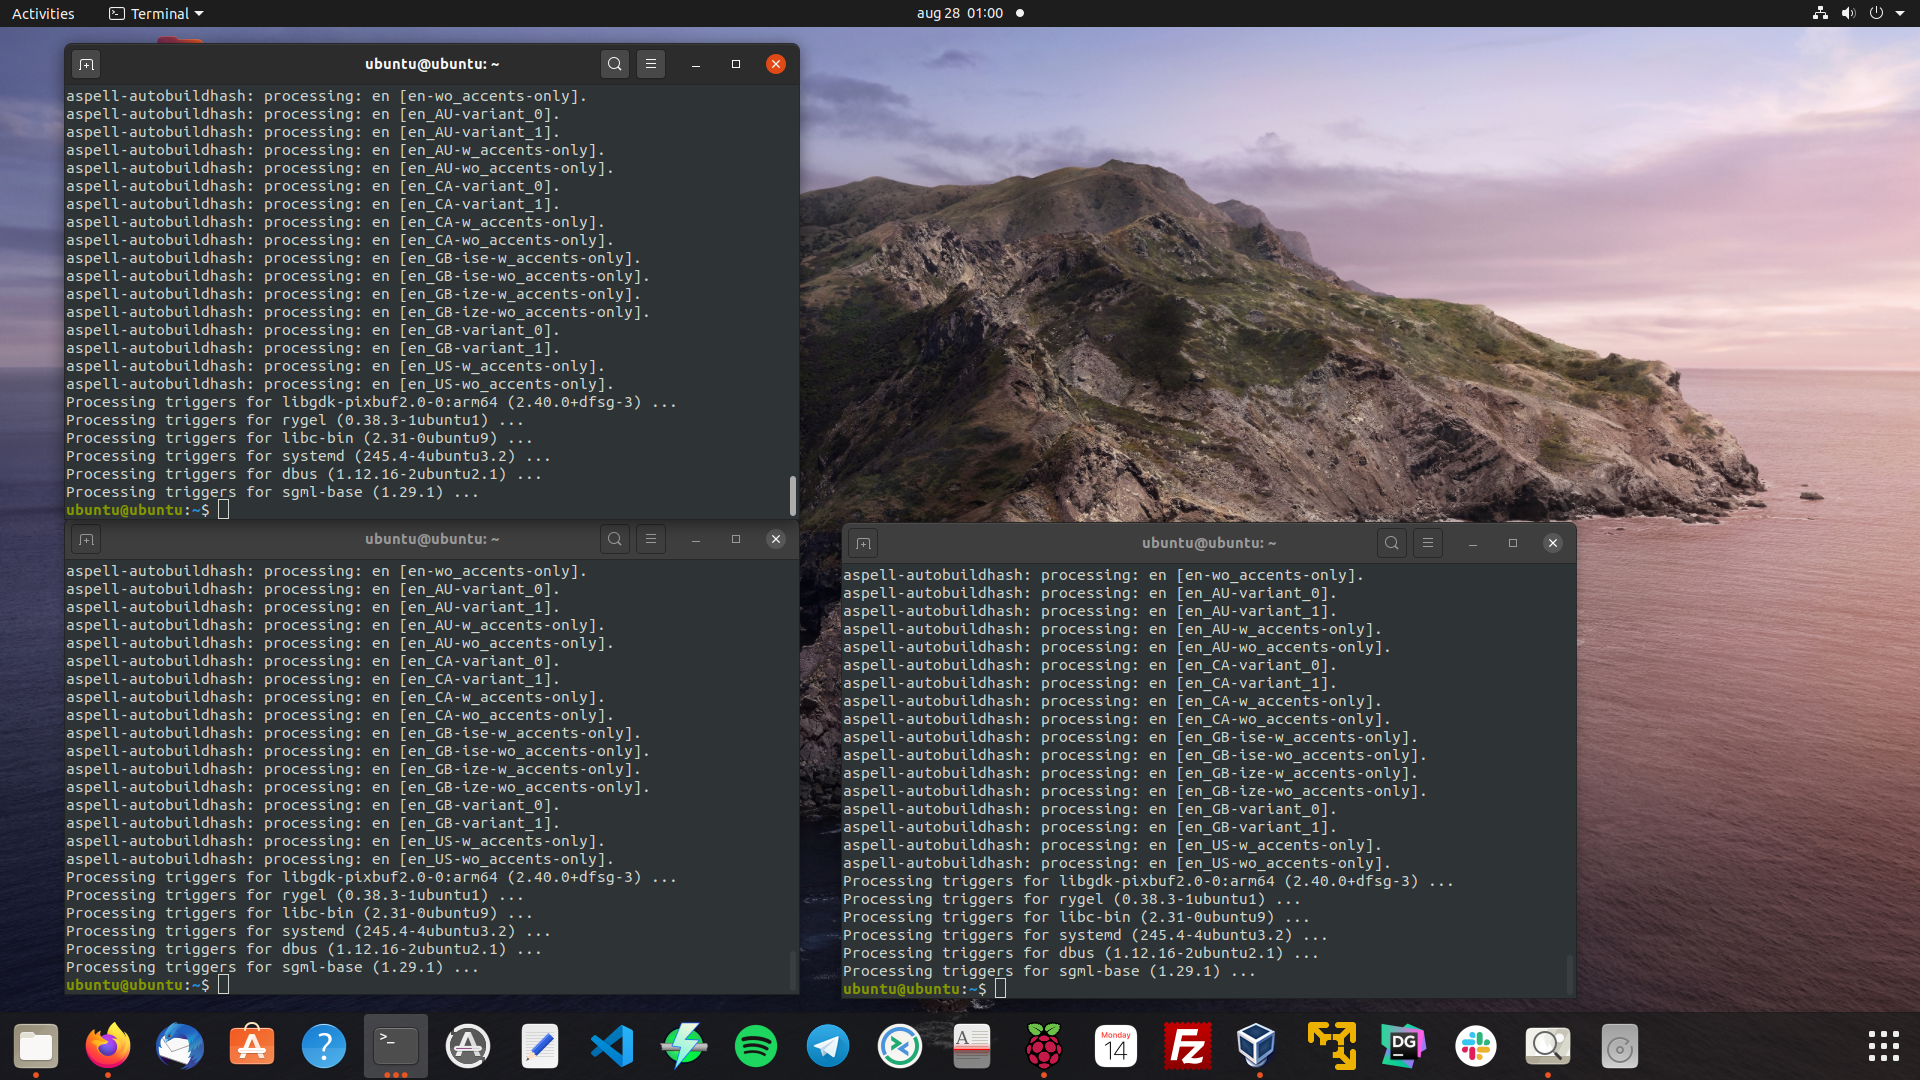 Activities
Terminal
aug 28 01:00
ubuntu@ubuntu: ~
aspell-autobuildhash: processing: en [en-wo_accents-only].
aspell-autobuildhash: processing: en [en_AU-variant_0].
aspell-autobuildhash: processing: en [en_AU-variant_1].
aspell-autobuildhash: processing: en [en_AU-w_accents-only].
aspell-autobuildhash: processing: en [en_AU-wo_accents-only].
aspell-autobuildhash: processing: en [en_CA-variant_0].
aspell-autobuildhash: processing: en [en_CA-variant_1].
aspell-autobuildhash: processing: en [en_CA-w_accents-only].
aspell-autobuildhash: processing: en [en_CA-wo_accents-only].
aspell-autobuildhash: processing: en [en_GB-ise-w_accents-only].
aspell-autobuildhash: processing: en [en_GB-ise-wo_accents-only].
aspell-autobuildhash: processing: en [en_GB-ize-w_accents-only].
aspell-autobuildhash: processing: en [en_GB-ize-wo_accents-only].
aspell-autobuildhash: processing: en [en_GB-variant_0].
aspell-autobuildhash: processing: en [en_GB-variant_1].
aspell-autobuildhash: processing: en [en_US-w_accents-only].
aspell-autobuildhash: processing: en [en_US-wo_accents-only].
Processing triggers for libgdk-pixbuf2.0-0:arm64 (2.40.0+dfsg-3) ...
Processing triggers for rygel (0.38.3-1ubuntu1) ...
Processing triggers for libc-bin (2.31-0ubuntu9) ...
Processing triggers for systemd (245.4-4ubuntu3.2) ...
Processing triggers for dbus (1.12.16-2ubuntu2.1) ...
Processing triggers for sgml-base (1.29.1) ...
ubuntu@ubuntu:~$
ubuntu@ubuntu: ~
aspell-autobuildhash: processing: en [en-wo_accents-only].
aspell-autobuildhash: processing: en [en_AU-variant_0].
aspell-autobuildhash: processing: en [en_AU-variant_1].
aspell-autobuildhash: processing: en [en_AU-w_accents-only].
aspell-autobuildhash: processing: en [en_AU-wo_accents-only].
aspell-autobuildhash: processing: en [en_CA-variant_0].
aspell-autobuildhash: processing: en [en_CA-variant_1].
aspell-autobuildhash: processing: en [en_CA-w_accents-only].
aspell-autobuildhash: processing: en [en_CA-wo_accents-only].
aspell-autobuildhash: processing: en [en_GB-ise-w_accents-only].
aspell-autobuildhash: processing: en [en_GB-ise-wo_accents-only].
aspell-autobuildhash: processing: en [en_GB-ize-w_accents-only].
aspell-autobuildhash: processing: en [en_GB-ize-wo_accents-only].
aspell-autobuildhash: processing: en [en_GB-variant_0].
aspell-autobuildhash: processing: en [en_GB-variant_1].
aspell-autobuildhash: processing: en [en_US-w_accents-only].
aspell-autobuildhash: processing: en [en_US-wo_accents-only].
Processing triggers for libgdk-pixbuf2.0-0:arm64 (2.40.0+dfsg-3) ...
Processing triggers for rygel (0.38.3-1ubuntu1) ...
Processing triggers for libc-bin (2.31-0ubuntu9) ...
Processing triggers for systemd (245.4-4ubuntu3.2) ...
Processing triggers for dbus (1.12.16-2ubuntu2.1) ...
Processing triggers for sgml-base (1.29.1) ...
ubuntu@ubuntu:~$
ubuntu@ubuntu: ~
aspell-autobuildhash: processing: en [en-wo_accents-only].
aspell-autobuildhash: processing: en [en_AU-variant_0].
aspell-autobuildhash: processing: en [en_AU-variant_1].
aspell-autobuildhash: processing: en [en_AU-w_accents-only].
aspell-autobuildhash: processing: en [en_AU-wo_accents-only].
aspell-autobuildhash: processing: en [en_CA-variant_0].
aspell-autobuildhash: processing: en [en_CA-variant_1].
aspell-autobuildhash: processing: en [en_CA-w_accents-only].
aspell-autobuildhash: processing: en [en_CA-wo_accents-only].
aspell-autobuildhash: processing: en [en_GB-ise-w_accents-only].
aspell-autobuildhash: processing: en [en_GB-ise-wo_accents-only].
aspell-autobuildhash: processing: en [en_GB-ize-w_accents-only].
aspell-autobuildhash: processing: en [en_GB-ize-wo_accents-only].
aspell-autobuildhash: processing: en [en_GB-variant_0].
aspell-autobuildhash: processing: en [en_GB-variant_1].
aspell-autobuildhash: processing: en [en_US-w_accents-only].
aspell-autobuildhash: processing: en [en_US-wo_accents-only].
Processing triggers for libgdk-pixbuf2.0-0:arm64 (2.40.0+dfsg-3) ...
Processing triggers for rygel (0.38.3-1ubuntu1) ...
Processing triggers for libc-bin (2.31-0ubuntu9) ...
Processing triggers for systemd (245.4-4ubuntu3.2) ...
Processing triggers for dbus (1.12.16-2ubuntu2.1) ...
Processing triggers for sgml-base (1.29.1) ...
ubuntu@ubuntu:~$
?
>_
A
Monday
14
Fz
DG